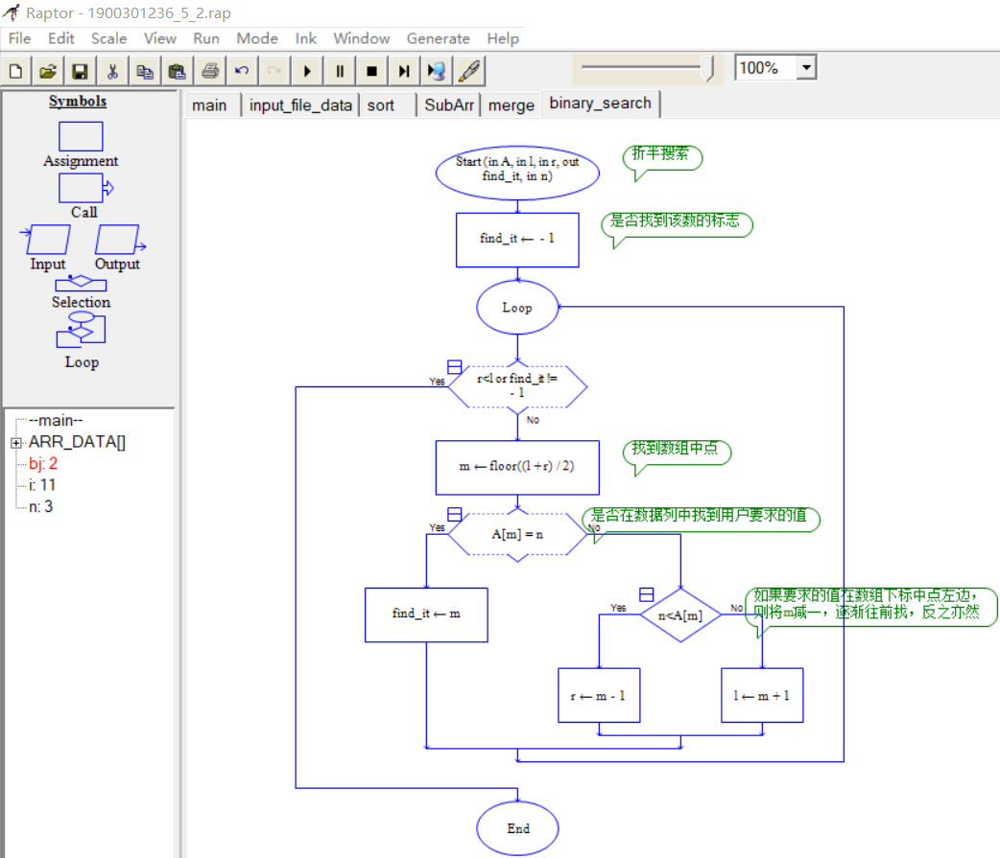 Raptor - 1900301236_5_2.rap
File Edit Scale View Run Mode Ink Window Generate Help
100%
Symbols
Assignment
Call
Input Output
Selection
Loop
--main--
ARR_DATA[]
bj: 2
i: 11
n: 3
main input_file_data sort SubArr merge binary_search
Start (in A, in l, in r, out
find_it, in n)
折半搜索
find_it ← - 1
是否找到该数的标志
Loop
Yes
r<l or find_it !=
- 1
No
m ← floor((l + r) / 2)
找到数组中点
Yes
A[m] = n
No
是否在数据列中找到用户要求的值
find_it ← m
Yes
n<A[m]
No
如果要求的值在数组下标中点左边，
则将m减一，逐渐往前找，反之亦然
r ← m - 1
l ← m + 1
End